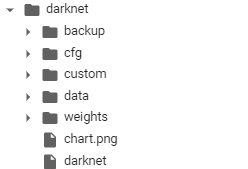 darknet
backup
cfg
custom
data
weights
chart.png
darknet